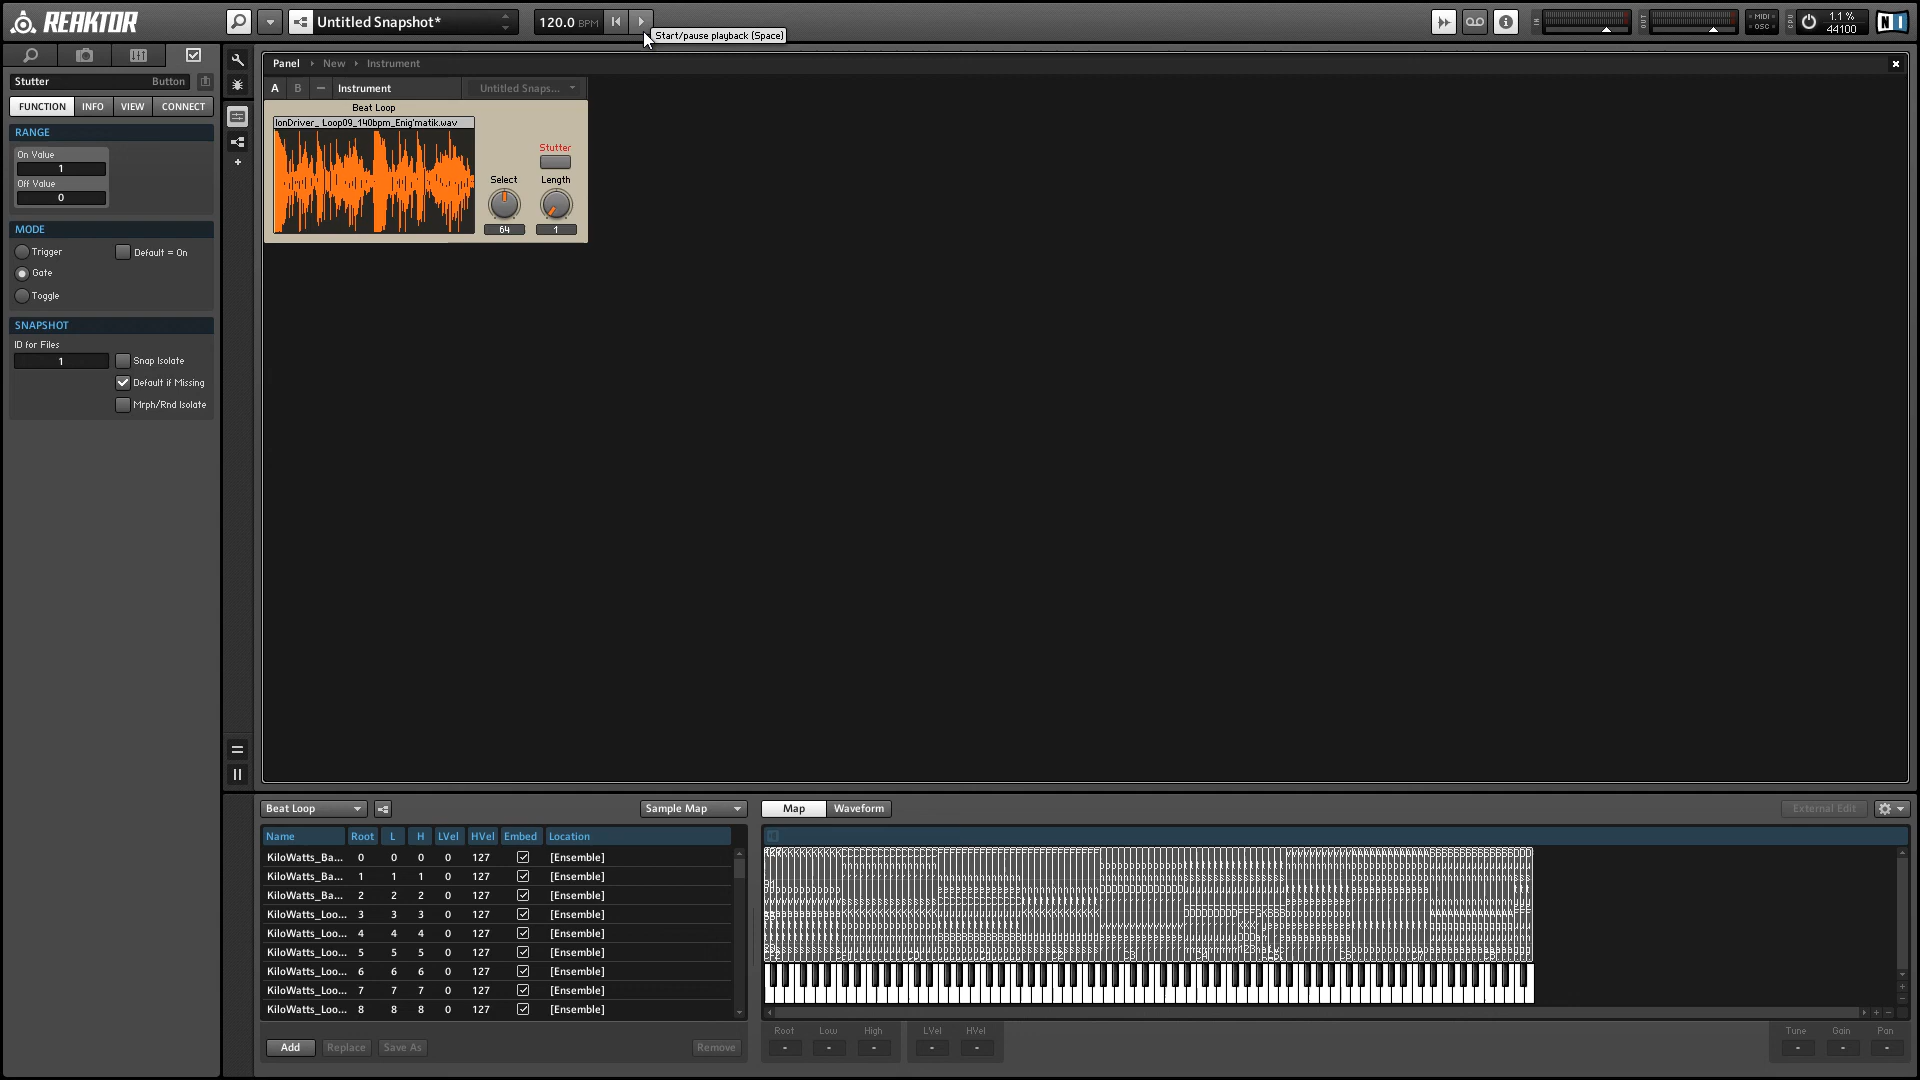 REAKTOR
Untitled Snapshot*
120.0 BPM
Start/pause playback (Space)
IN
OUT
MIDI
OSC
CPU
1.1 %
44100
NI
Stutter Button
FUNCTION INFO VIEW CONNECT
RANGE
On Value
1
Off Value
0
MODE
Trigger
Default = On
Gate
Toggle
SNAPSHOT
ID for Files
1
Snap Isolate
Default if Missing
Mrph/Rnd Isolate
Panel New Instrument
A B Instrument Untitled Snaps...
Beat Loop
IonDriver_ Loop09_140bpm_Enig'matik.wav
Stutter
Select Length
64 1
Beat Loop
Sample Map
Map Waveform
External Edit
Name Root L H LVel HVel Embed Location
KiloWatts_Ba... 0 0 0 0 127 [Ensemble]
KiloWatts_Ba... 1 1 1 0 127 [Ensemble]
KiloWatts_Ba... 2 2 2 0 127 [Ensemble]
KiloWatts_Loo... 3 3 3 0 127 [Ensemble]
KiloWatts_Loo... 4 4 4 0 127 [Ensemble]
KiloWatts_Loo... 5 5 5 0 127 [Ensemble]
KiloWatts_Loo... 6 6 6 0 127 [Ensemble]
KiloWatts_Loo... 7 7 7 0 127 [Ensemble]
KiloWatts_Loo... 8 8 8 0 127 [Ensemble]
Add Replace Save As Remove
Root Low High LVel HVel Tune Gain Pan
- - - - - - - -